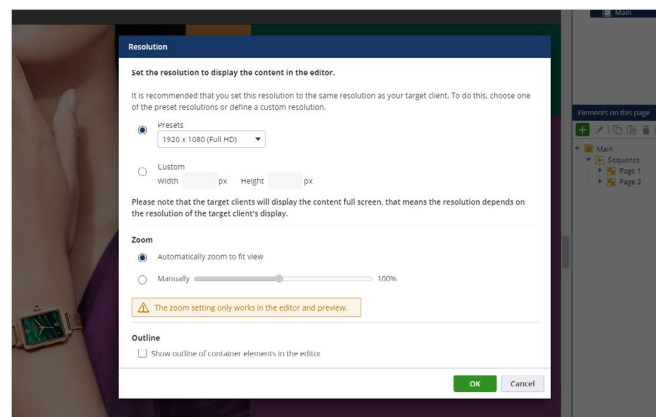 Main
Resolution
Set the resolution to display the content in the editor.
It is recommended that you set this resolution to the same resolution as your target client. To do this, choose one
of the preset resolutions or define a custom resolution.
Presets
1920 x 1080 (Full HD)
Custom
Width px Height px
Please note that the target clients will display the content full screen, that means the resolution depends on
the resolution of the target client's display.
Zoom
Automatically zoom to fit view
Manually 100%
The zoom setting only works in the editor and preview.
Outline
Show outline of container elements in the editor
OK Cancel
Elements on this page
Main
Sequence
Page 1
Page 2